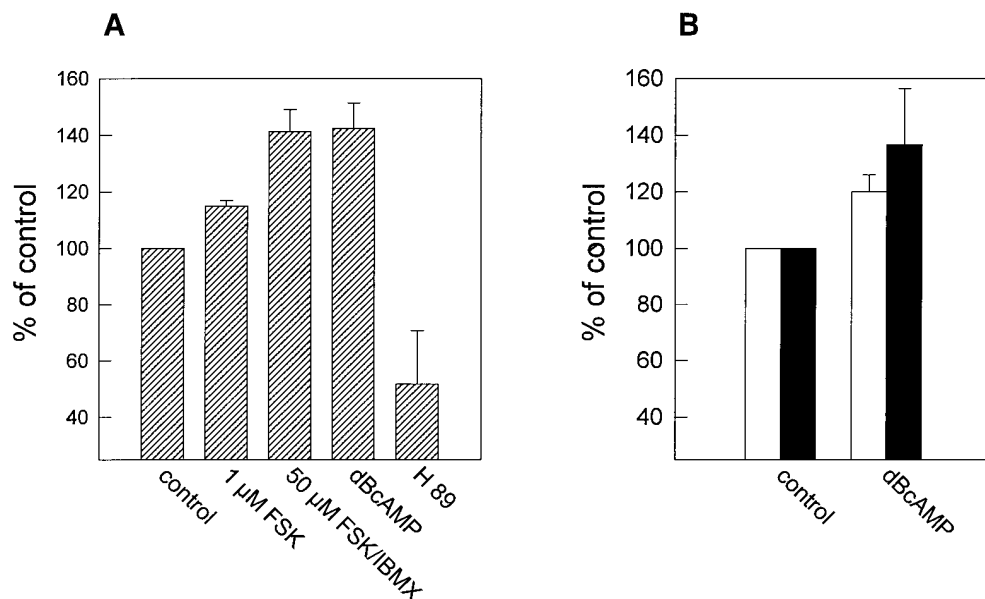 A
160
140
120
100
80
60
40
% of control
control
1 µM FSK
50 µM FSK/IBMX
dBcAMP
H 89
B
160
140
120
100
80
60
40
% of control
control
dBcAMP